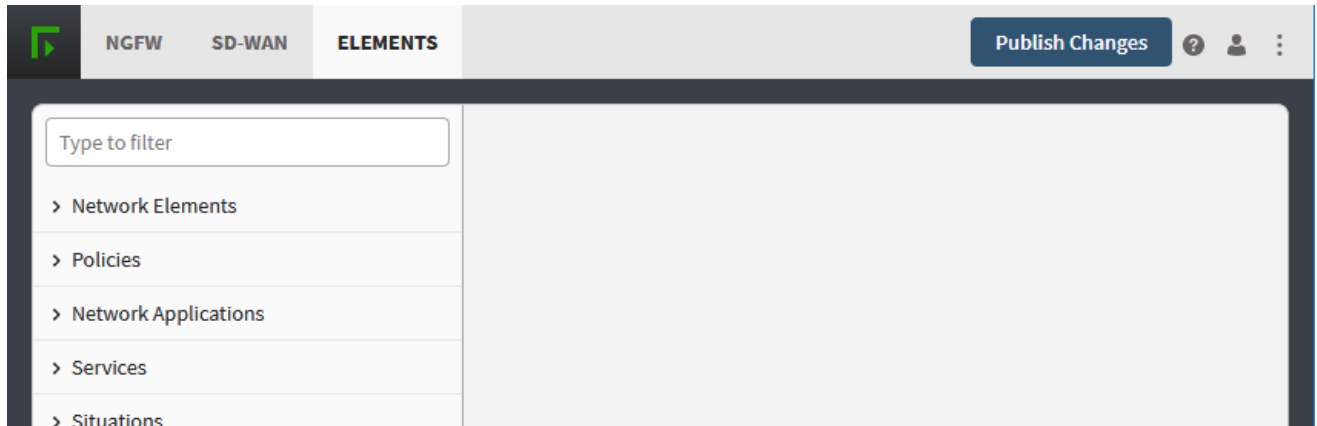 NGFW SD-WAN ELEMENTS Publish Changes
Type to filter
Network Elements
Policies
Network Applications
Services
Situations